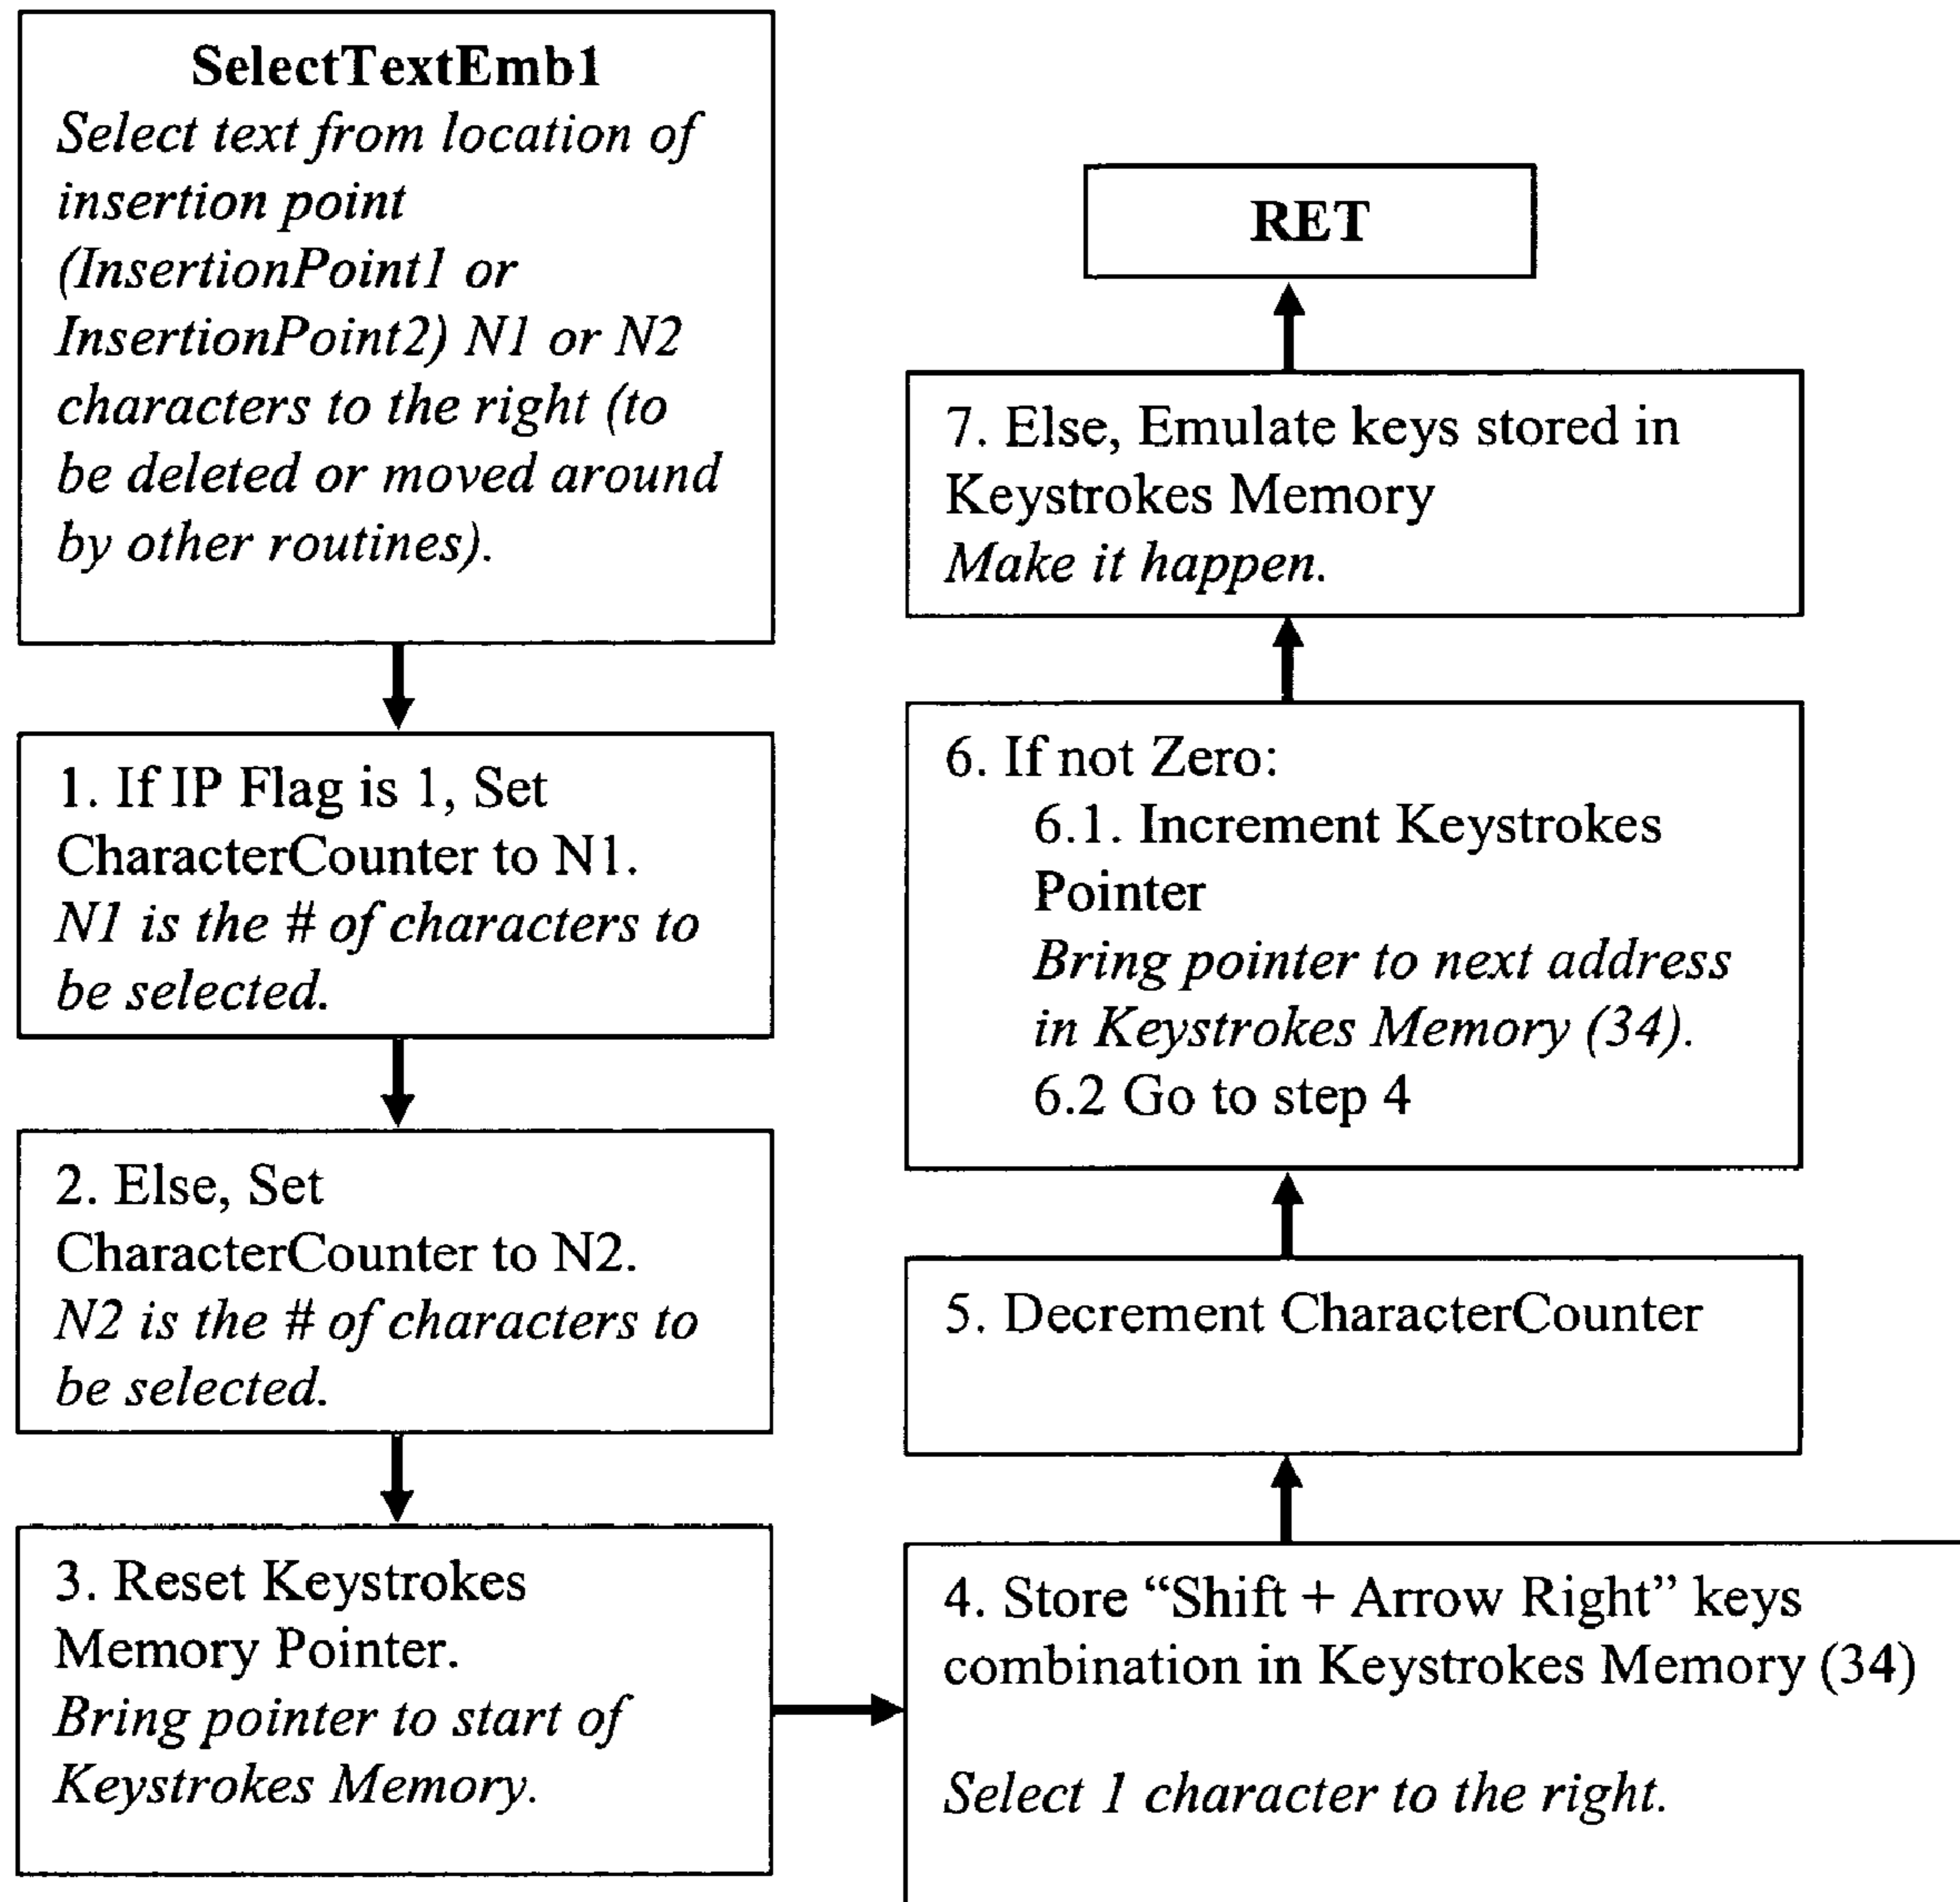 SelectTextEmb1
Select text from location of
insertion point
(InsertionPoint1 or
InsertionPoint2) N1 or N2
characters to the right (to
be deleted or moved around
by other routines).
1. If IP Flag is 1, Set
CharacterCounter to N1.
N1 is the # of characters to
be selected.
2. Else, Set
CharacterCounter to N2.
N2 is the # of characters to
be selected.
3. Reset Keystrokes
Memory Pointer.
Bring pointer to start of
Keystrokes Memory.
4. Store “Shift + Arrow Right” keys
combination in Keystrokes Memory (34)
Select 1 character to the right.
5. Decrement CharacterCounter
6. If not Zero:
6.1. Increment Keystrokes
Pointer
Bring pointer to next address
in Keystrokes Memory (34).
6.2 Go to step 4
7. Else, Emulate keys stored in
Keystrokes Memory
Make it happen.
RET